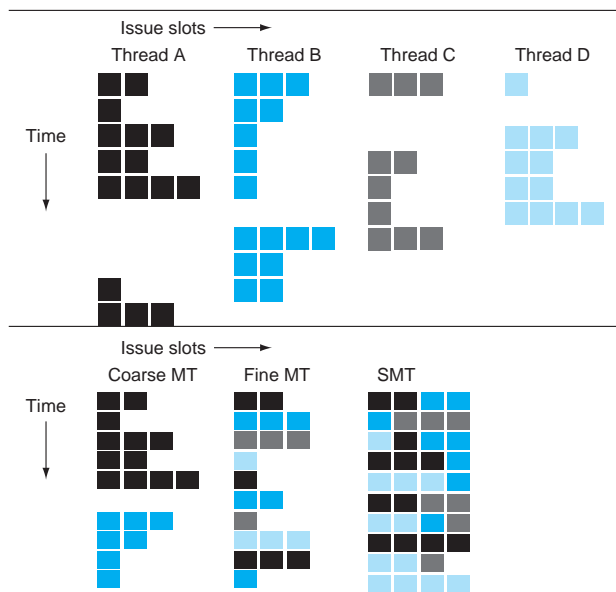 Issue slots
Thread A Thread B Thread C Thread D
Time
Issue slots
Coarse MT Fine MT SMT
Time